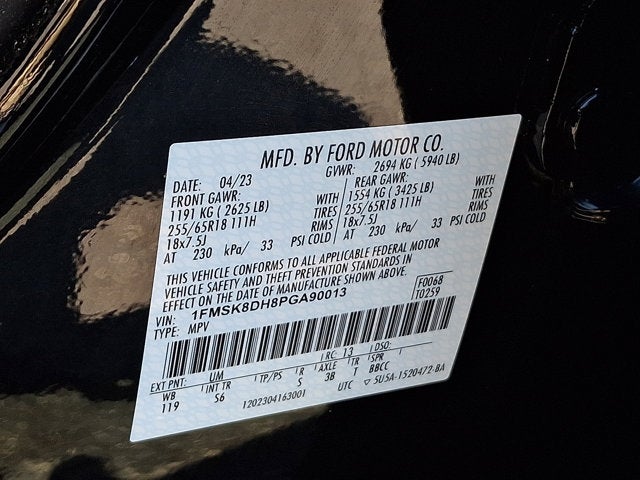 MFD. BY FORD MOTOR CO.
DATE: 04/23 GVWR: 2694 KG ( 5940 LB)
FRONT GAWR: REAR GAWR:
1191 KG ( 2625 LB) WITH 1554 KG ( 3425 LB) WITH
255/65R18 111H TIRES 255/65R18 111H TIRES
18x7.5J RIMS 18x7.5J RIMS
AT 230 kPa/ 33 PSI COLD AT 230 kPa/ 33 PSI COLD
THIS VEHICLE CONFORMS TO ALL APPLICABLE FEDERAL MOTOR
VEHICLE SAFETY AND THEFT PREVENTION STANDARDS IN
EFFECT ON THE DATE OF MANUFACTURE SHOWN ABOVE.
VIN: 1FMSK8DH8PGA90013 F0068
TYPE: MPV T0259
EXT PNT: UM RC: 13 DSO:
WB INT TR TP/PS R AXLE TR SPR
119 S6 S 3B T BBCC
1202304163001 UTC ▽ 5U5A-1520472-BA